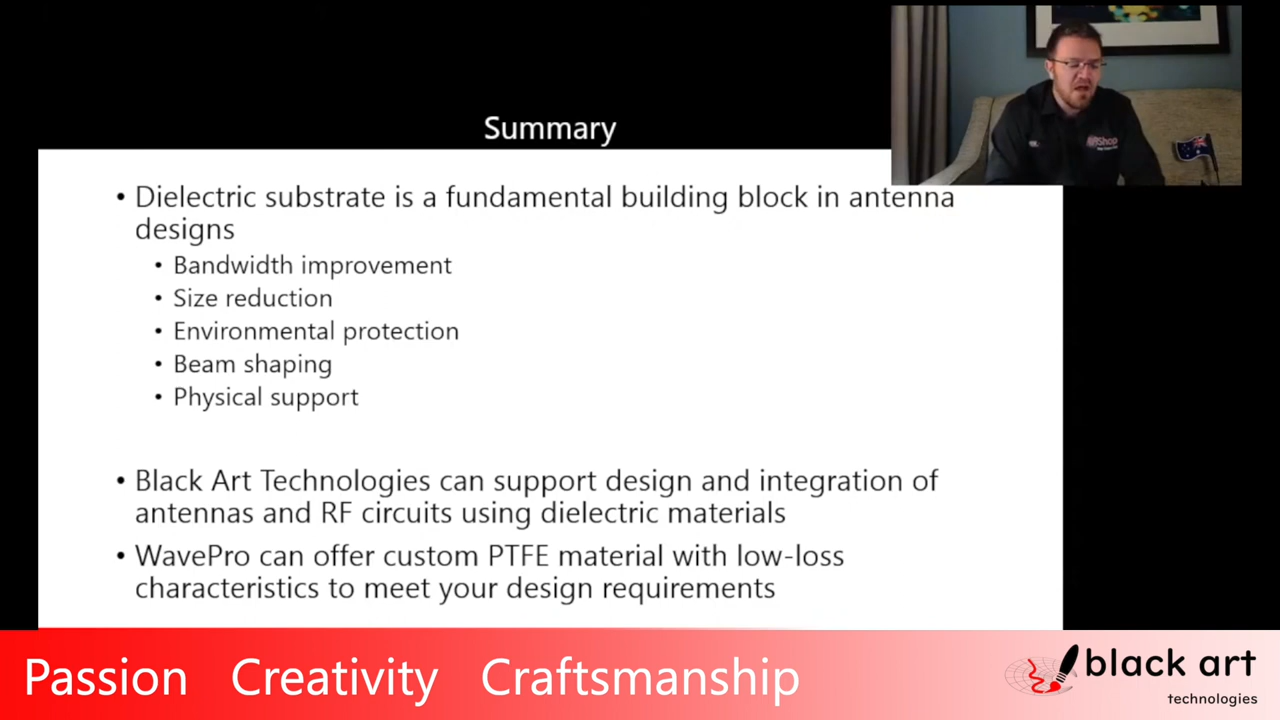 Summary
• Dielectric substrate is a fundamental building block in antenna
designs
• Bandwidth improvement
• Size reduction
• Environmental protection
• Beam shaping
• Physical support
• Black Art Technologies can support design and integration of
antennas and RF circuits using dielectric materials
• WavePro can offer custom PTFE material with low-loss
characteristics to meet your design requirements
Passion Creativity Craftsmanship
black art
technologies